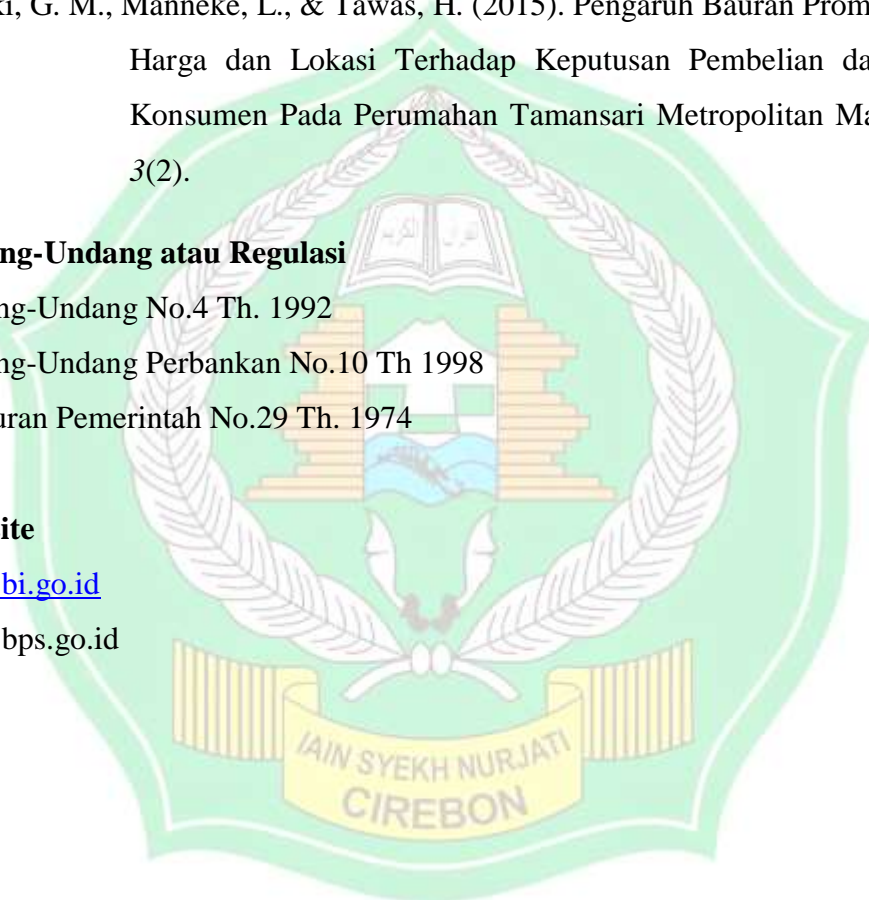 ki, G. M., Manneke, L., & Tawas, H. (2015). Pengaruh Bauran Prom
Harga dan Lokasi Terhadap Keputusan Pembelian da
Konsumen Pada Perumahan Tamansari Metropolitan Ma
3(2).
ng-Undang atau Regulasi
ng-Undang No.4 Th. 1992
ng-Undang Perbankan No.10 Th 1998
uran Pemerintah No.29 Th. 1974
ite
bi.go.id
bps.go.id
IAIN SYEKH NURJATI
CIREBON